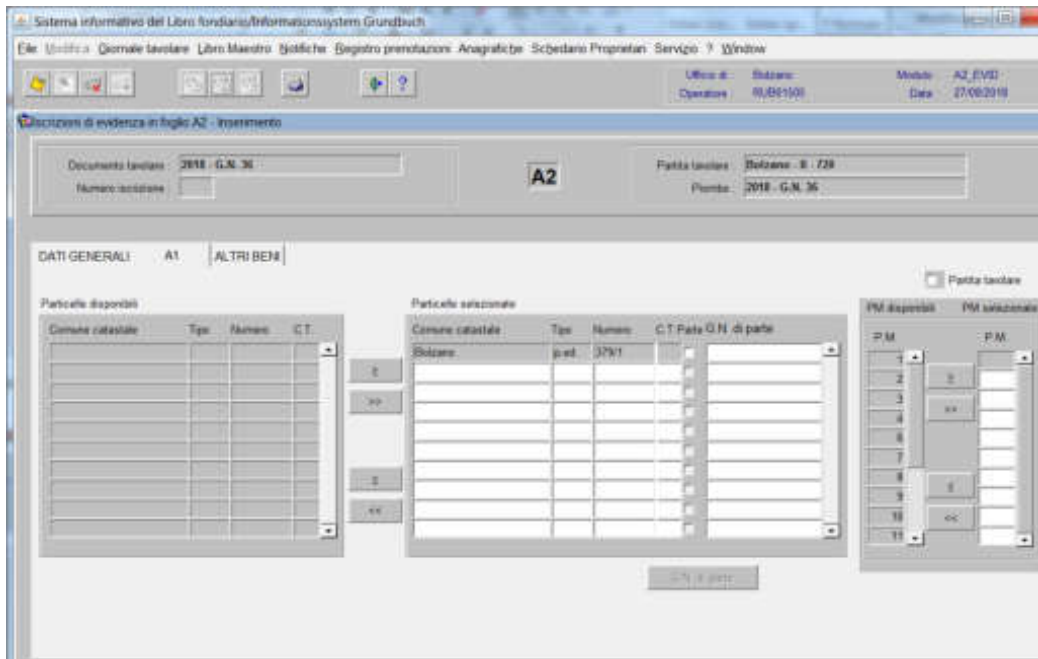 Sistema informativo del Libro fondiario/Informationssystem Grundbuch
File Modifica Giornale tavolare Libro Maestro Notifiche Registro prenotazioni Anagrafiche Schedario Proprietari Servizio ? Window
Ufficio di Bolzano Modulo A2_EVID
Operatore Data 27/08/2018
Iscrizioni di evidenza in foglio A2 - Inserimento
Documento tavolare 2018 - G.N. 36 A2 Partita tavolare Bolzano - II - 720
Numero iscrizione Piombo 2018 - G.N. 36
DATI GENERALI A1 ALTRI BENI
Partita tavolare
Particelle disponibili Particelle selezionate PM disponibili PM selezionate
Comune catastale Tipo Numero C.T. Comune catastale Tipo Numero C.T. Parte G.N. di parte P.M. P.M.
Bolzano p.ed. 379/1 1
2
>> 3 >>
4
6
7
8
9
<< 10 <<
11
G.N. di parte